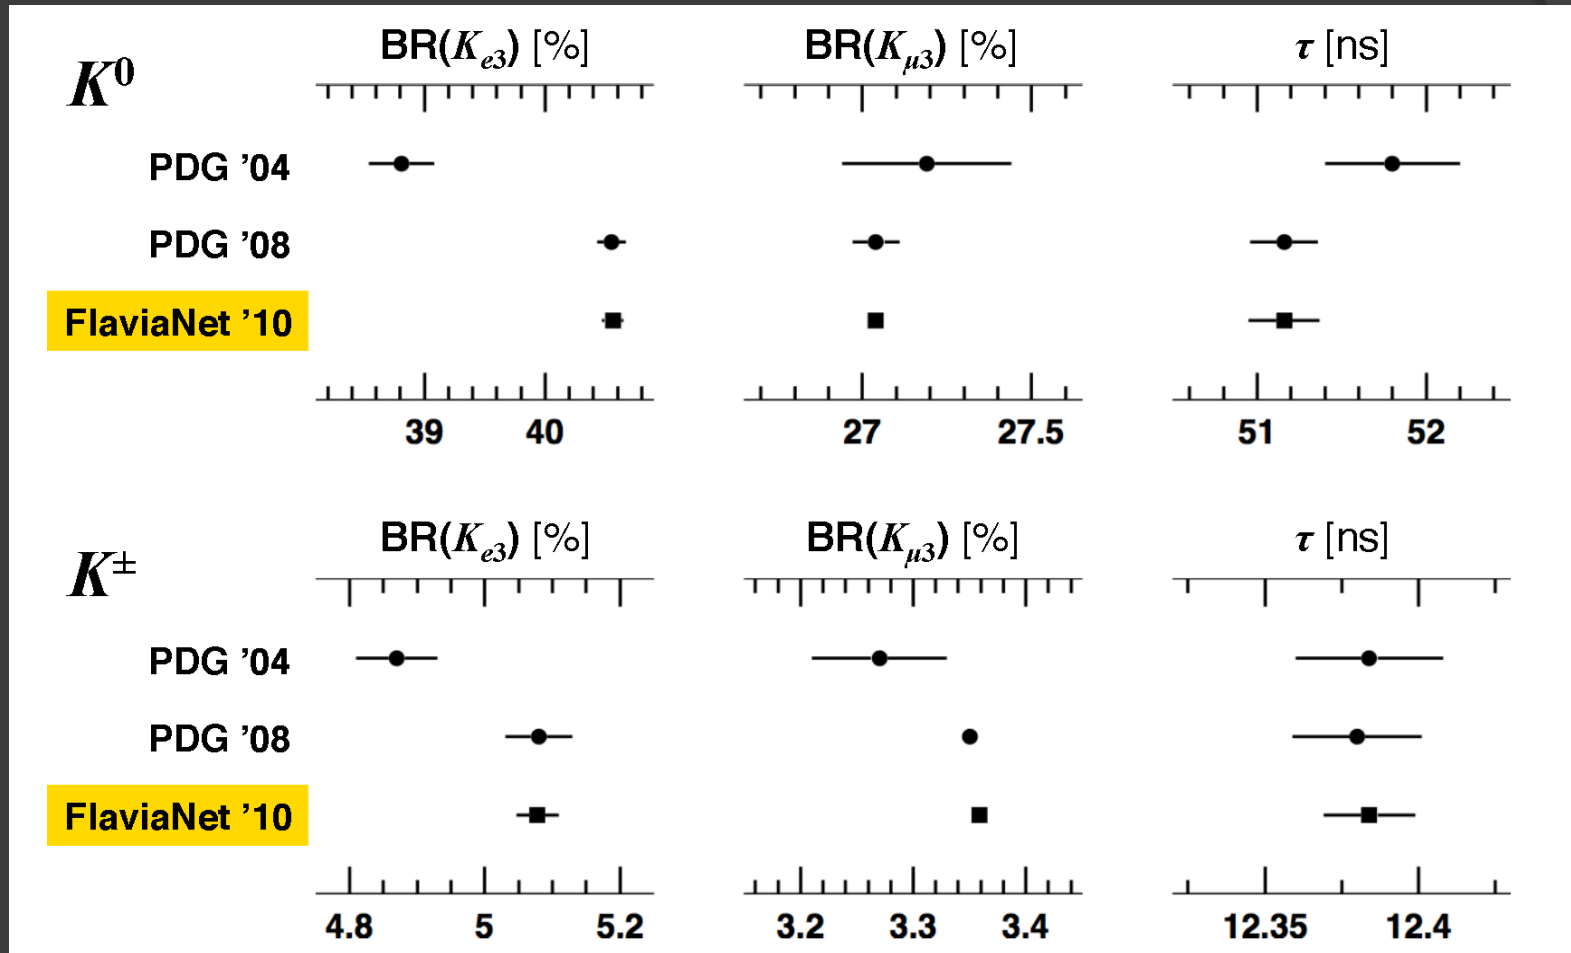 K⁰
BR(Kₑ₃) [%] BR(K_μ3) [%] τ [ns]
PDG ’04
PDG ’08
FlaviaNet ’10
39 40 27 27.5 51 52
K±
BR(Kₑ₃) [%] BR(K_μ3) [%] τ [ns]
PDG ’04
PDG ’08
FlaviaNet ’10
4.8 5 5.2 3.2 3.3 3.4 12.35 12.4